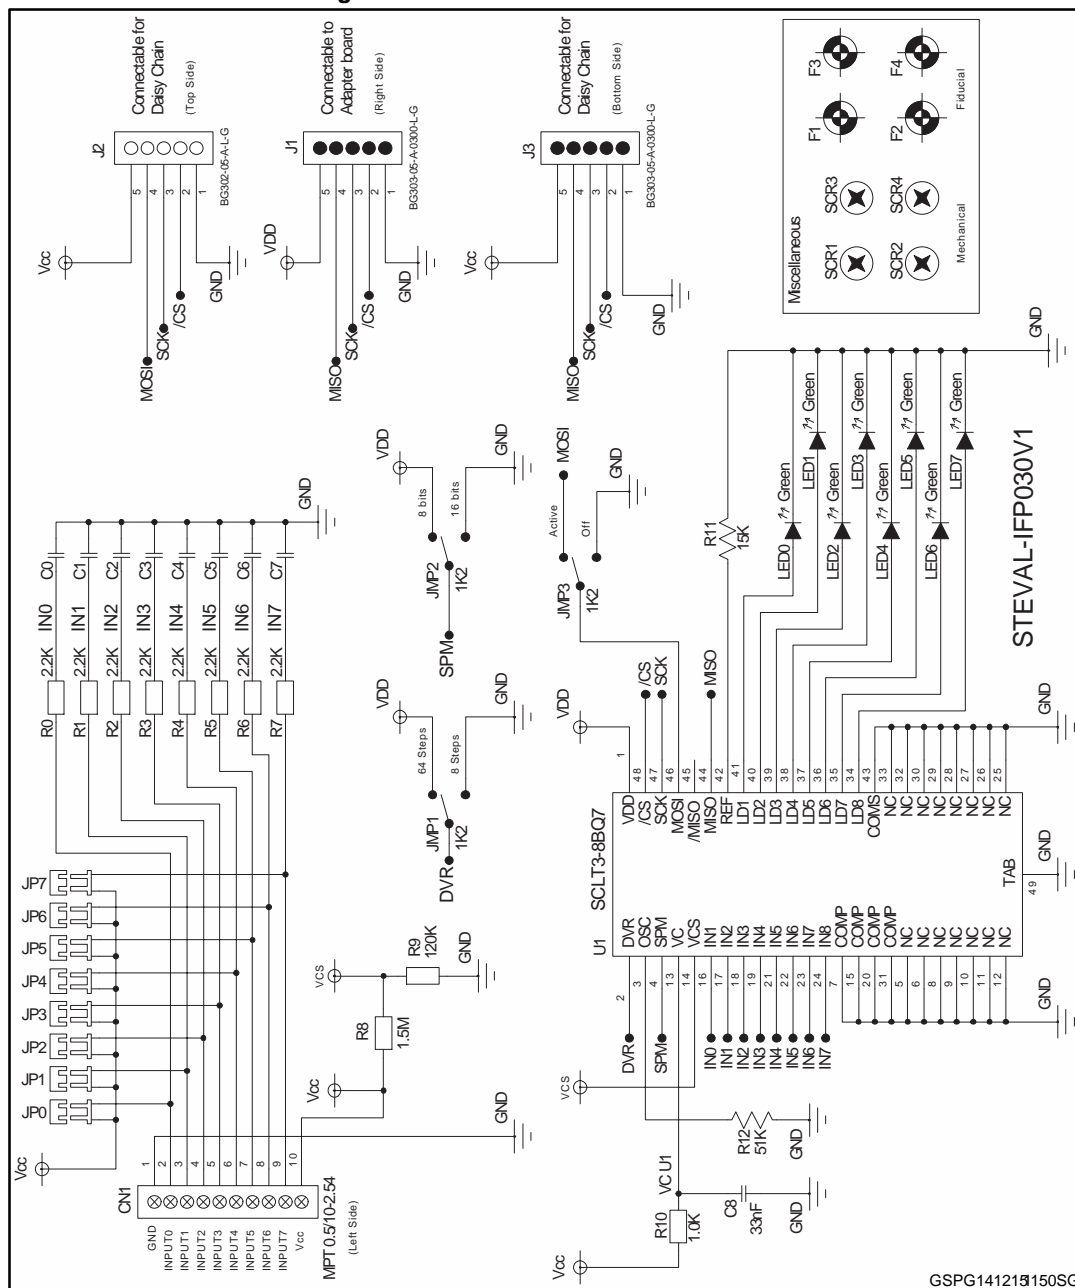 Connectable for
Daisy Chain
(Top Side)
J2
5
4
3
2
1
BG302-05-A-L-G
Vcc
MOSI
SCK
/CS
GND
Connectable to
Adapter board
(Right Side)
J1
5
4
3
2
1
BG303-05-A-0300-L-G
VDD
MISO
SCK
/CS
GND
Connectable for
Daisy Chain
(Bottom Side)
J3
5
4
3
2
1
BG303-05-A-0300-L-G
Vcc
MISO
SCK
/CS
GND
Miscellaneous
SCR1
SCR3
F1
F3
SCR2
SCR4
F2
F4
Mechanical
Fiducial
R0 2.2K IN0 C0
R1 2.2K IN1 C1
R2 2.2K IN2 C2
R3 2.2K IN3 C3
R4 2.2K IN4 C4
R5 2.2K IN5 C5
R6 2.2K IN6 C6
R7 2.2K IN7 C7
GND
JP0
JP1
JP2
JP3
JP4
JP5
JP6
JP7
Vcc
CN1
GND 1
INPUT0 2
INPUT1 3
INPUT2 4
INPUT3 5
INPUT4 6
INPUT5 7
INPUT6 8
INPUT7 9
Vcc 10
MPT 0.5/10-2.54
(Left Side)
GND
Vcc
R8
1.5M
VCS
R9
120K
GND
DVR
JMP1
1K2
64 Steps
8 Steps
VDD
GND
SPM
JMP2
1K2
8 bits
16 bits
VDD
GND
JMP3
1K2
Active
Off
MOSI
GND
U1
SCLT3-8BQ7
DVR 2 DVR
3 OSC
SPM 4 SPM
13 VC
14 VCS
IN0 16 IN1
IN1 17 IN2
IN2 18 IN3
IN3 19 IN4
IN4 21 IN5
IN5 22 IN6
IN6 23 IN7
IN7 24 IN8
7 COMP
15 COMP
20 COMP
31 COMP
5 NC
6 NC
8 NC
9 NC
10 NC
11 NC
12 NC
GND
VDD 1 VDD
/CS 48 /CS
SCK 47 SCK
MOSI 46
/MISO 45
MISO 44 MISO
REF 42
LD1 41
LD2 40
LD3 39
LD4 38
LD5 37
LD6 36
LD7 35
LD8 34
COMS 43
NC 33
NC 32
NC 30
NC 29
NC 28
NC 27
NC 26
NC 25
GND
TAB
49
GND
VCS
Vcc
R10
1.0K
VC U1
C8
33nF
GND
R12
51K
GND
R11
15K
LED0 Green
LED1 Green
LED2 Green
LED3 Green
LED4 Green
LED5 Green
LED6 Green
LED7 Green
GND
STEVAL-IFP030V1